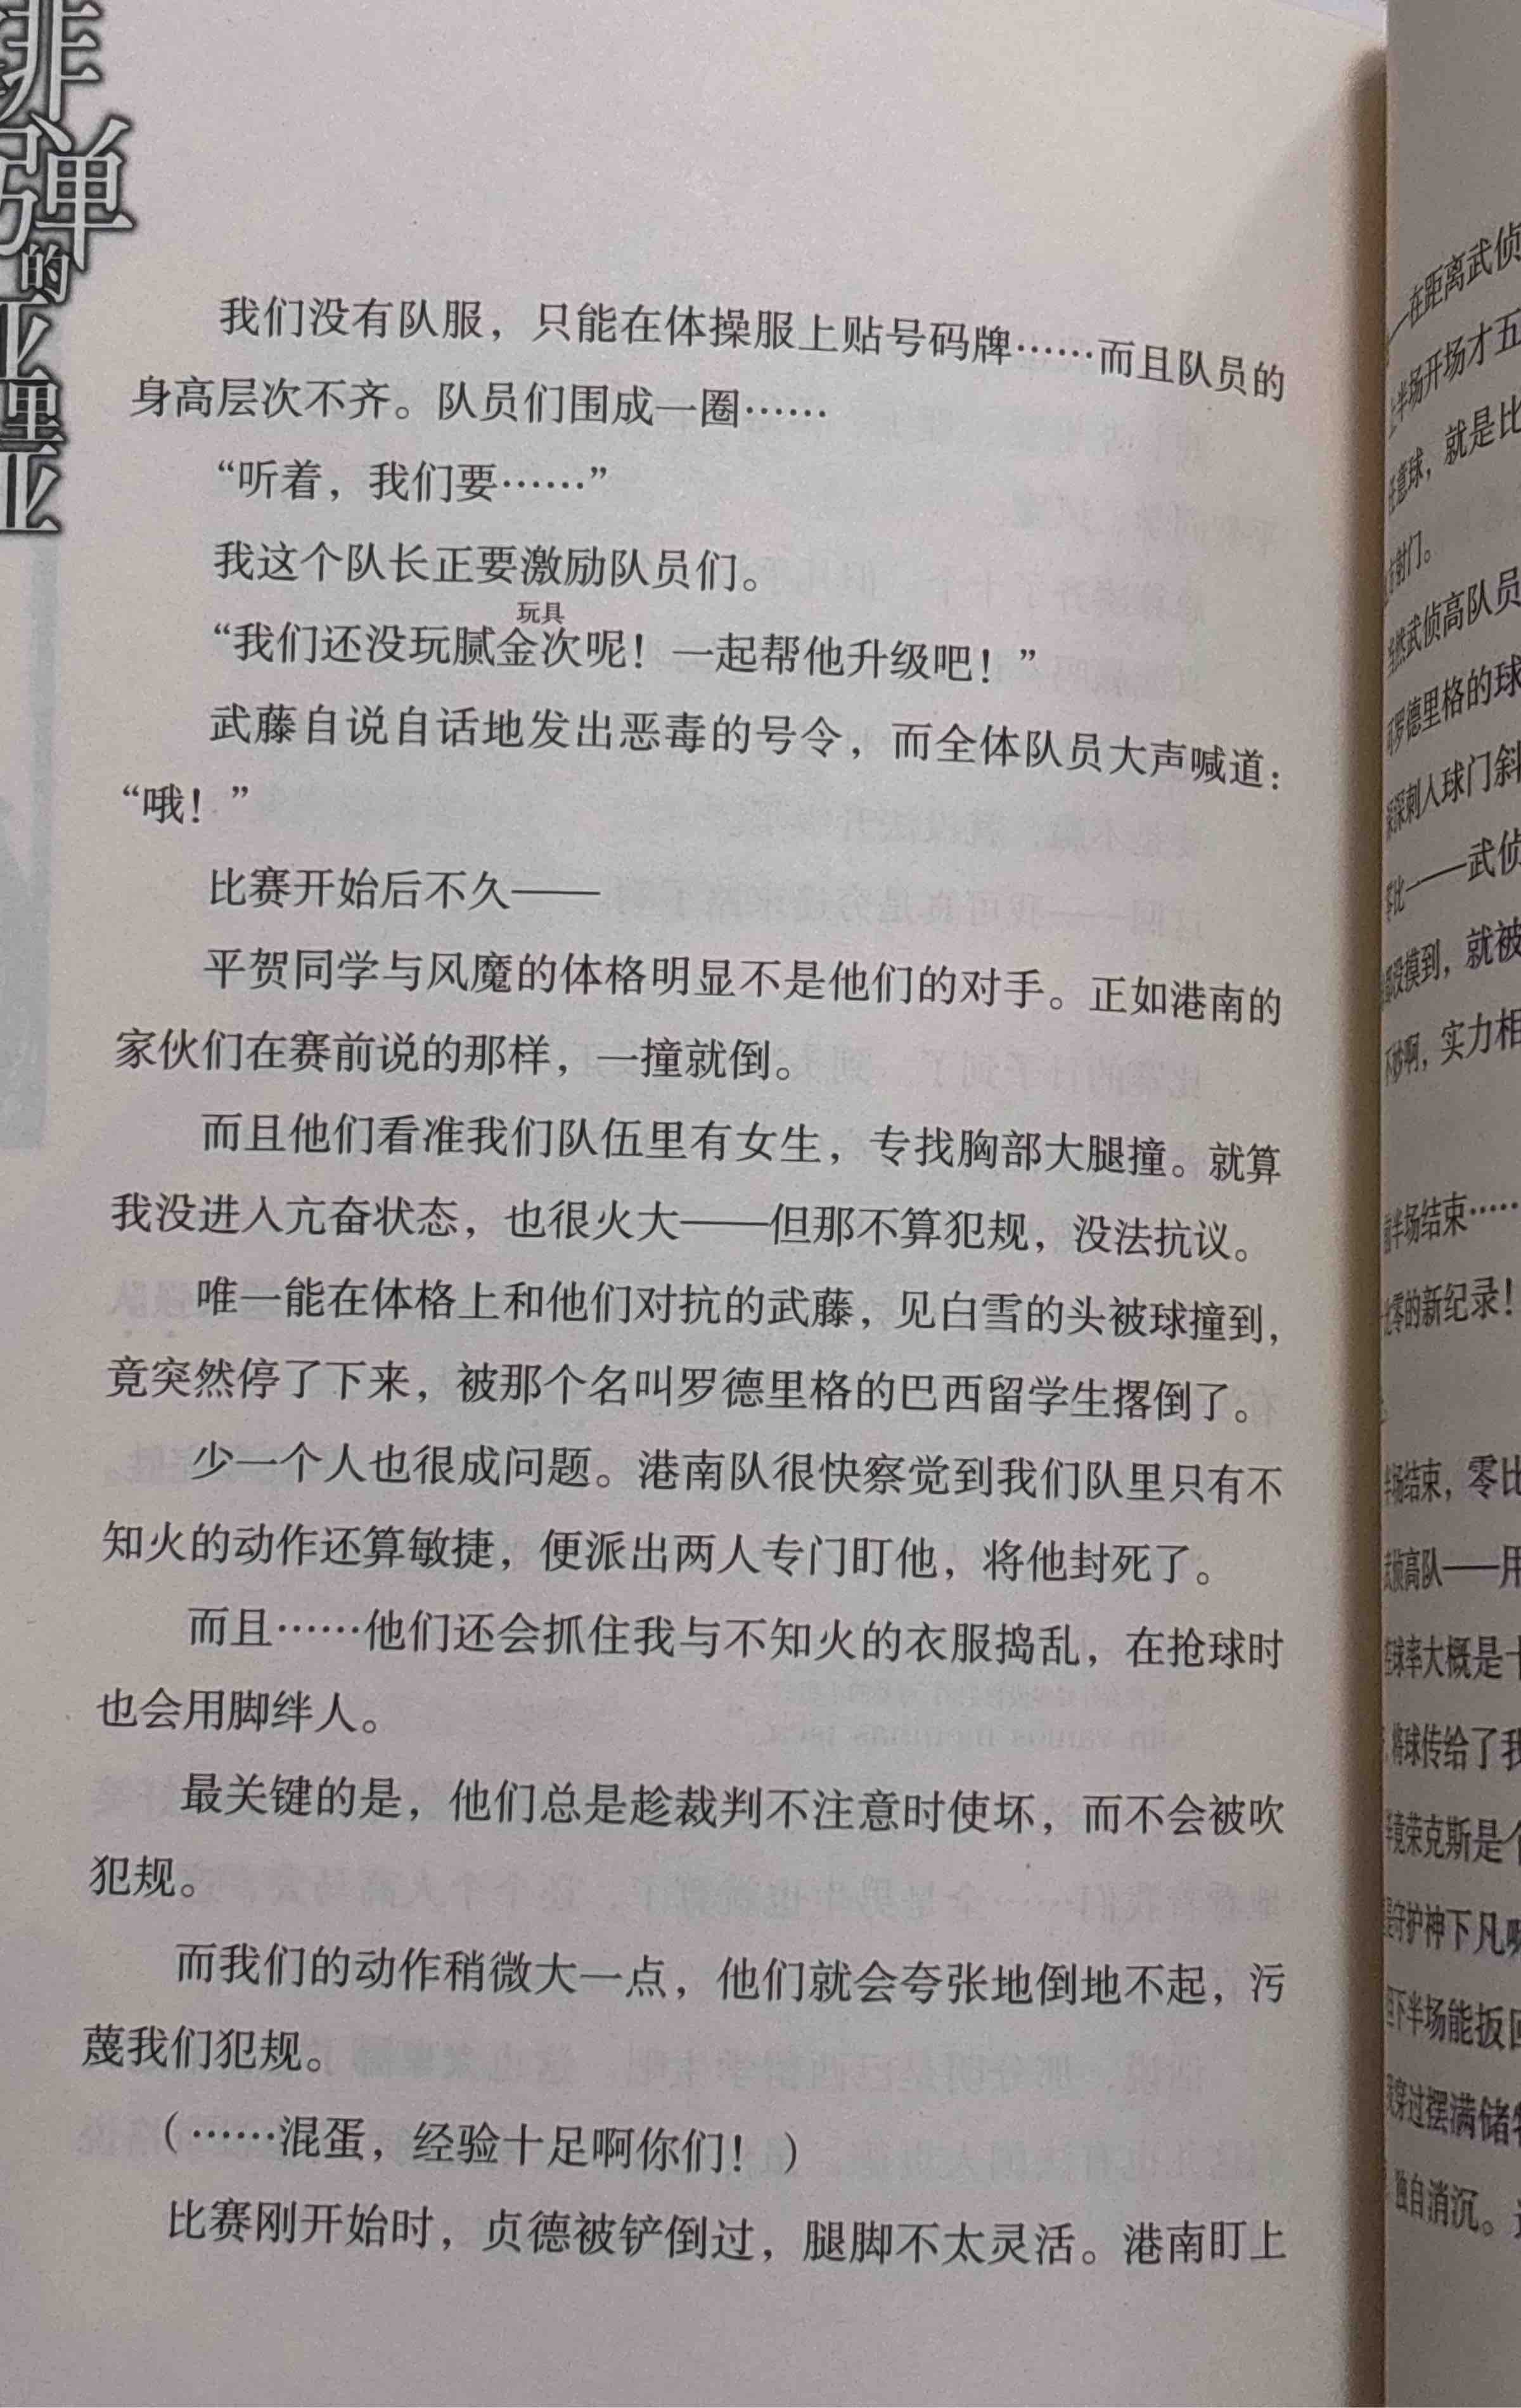 绯弹的亚里亚
我们没有队服，只能在体操服上贴号码牌……而且队员的
身高层次不齐。队员们围成一圈……
“听着，我们要……”
我这个队长正要激励队员们。
玩具
“我们还没玩腻金次呢！一起帮他升级吧！”
武藤自说自话地发出恶毒的号令，而全体队员大声喊道：
“哦！”
比赛开始后不久——
平贺同学与风魔的体格明显不是他们的对手。正如港南的
家伙们在赛前说的那样，一撞就倒。
而且他们看准我们队伍里有女生，专找胸部大腿撞。就算
我没进入亢奋状态，也很火大——但那不算犯规，没法抗议。
唯一能在体格上和他们对抗的武藤，见白雪的头被球撞到，
竟突然停了下来，被那个名叫罗德里格的巴西留学生撂倒了。
少一个人也很成问题。港南队很快察觉到我们队里只有不
知火的动作还算敏捷，便派出两人专门盯他，将他封死了。
而且……他们还会抓住我与不知火的衣服捣乱，在抢球时
也会用脚绊人。
最关键的是，他们总是趁裁判不注意时使坏，而不会被吹
犯规。
而我们的动作稍微大一点，他们就会夸张地倒地不起，污
蔑我们犯规。
（……混蛋，经验十足啊你们！）
比赛刚开始时，贞德被铲倒过，腿脚不太灵活。港南盯上
——在距离武侦
半场开场才五
意球，就是比
射门。
当然武侦高队员
罗德里格的球
深深刺入球门斜
零比一——武侦
没摸到，就被
不妙啊，实力相
半场结束……
零的新纪录！
半场结束，零比
武侦高队——用
球率大概是十
将球传给了我
竟荣克斯是个
守护神下凡
下半场能扳回
穿过摆满储物
独自消沉。